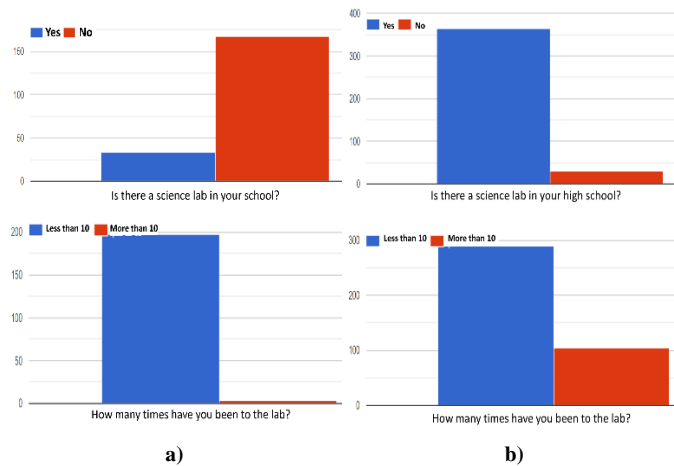 Yes No
150
100
50
0
Is there a science lab in your school?
400
Yes No
300
200
100
0
Is there a science lab in your high school?
200
Less than 10 More than 10
150
100
50
0
How many times have you been to the lab?
300
Less than 10 More than 10
200
100
0
How many times have you been to the lab?
a)
b)